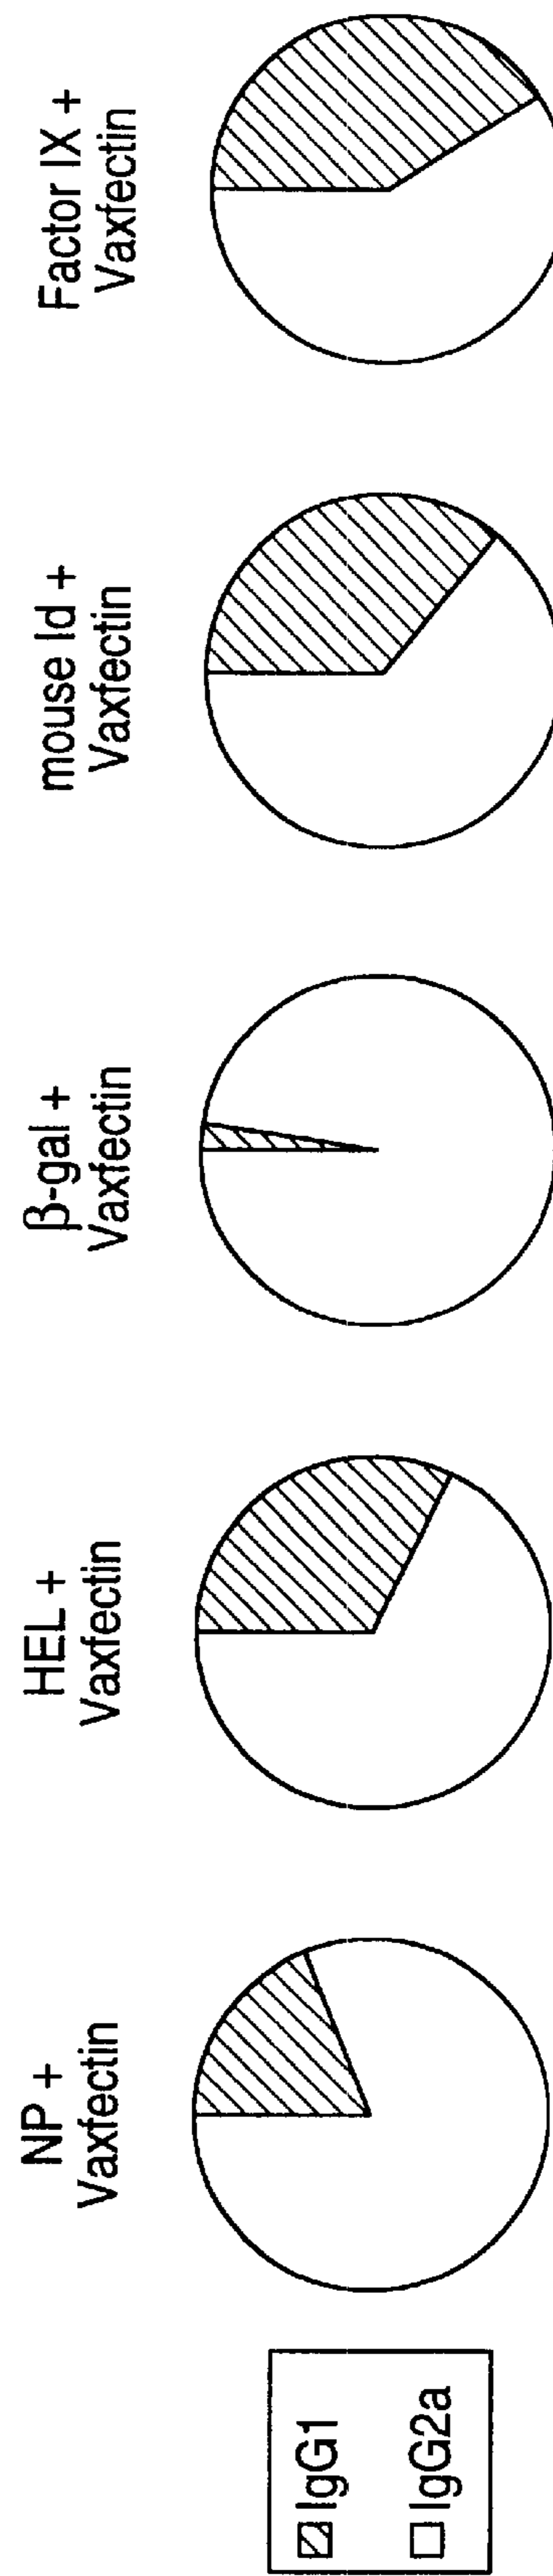 NP +
Vaxfectin
HEL +
Vaxfectin
β-gal +
Vaxfectin
mouse Id +
Vaxfectin
Factor IX +
Vaxfectin
IgG1
IgG2a